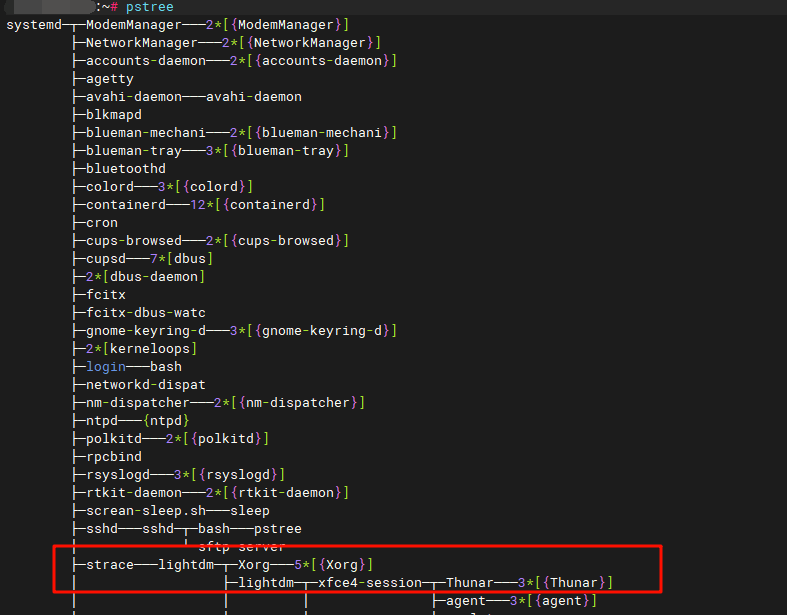 :~# pstree
systemd─┬─ModemManager───2*[{ModemManager}]
        ├─NetworkManager───2*[{NetworkManager}]
        ├─accounts-daemon───2*[{accounts-daemon}]
        ├─agetty
        ├─avahi-daemon───avahi-daemon
        ├─blkmapd
        ├─blueman-mechani───2*[{blueman-mechani}]
        ├─blueman-tray───3*[{blueman-tray}]
        ├─bluetoothd
        ├─colord───3*[{colord}]
        ├─containerd───12*[{containerd}]
        ├─cron
        ├─cups-browsed───2*[{cups-browsed}]
        ├─cupsd───7*[dbus]
        ├─2*[dbus-daemon]
        ├─fcitx
        ├─fcitx-dbus-watc
        ├─gnome-keyring-d───3*[{gnome-keyring-d}]
        ├─2*[kerneloops]
        ├─login───bash
        ├─networkd-dispat
        ├─nm-dispatcher───2*[{nm-dispatcher}]
        ├─ntpd───{ntpd}
        ├─polkitd───2*[{polkitd}]
        ├─rpcbind
        ├─rsyslogd───3*[{rsyslogd}]
        ├─rtkit-daemon───2*[{rtkit-daemon}]
        ├─screan-sleep.sh───sleep
        ├─sshd───sshd─┬─bash───pstree
        │             └─sftp-server
        ├─strace───lightdm─┬─Xorg───5*[{Xorg}]
        │                  ├─lightdm─┬─xfce4-session─┬─Thunar───3*[{Thunar}]
        │                  │         │               ├─agent───3*[{agent}]